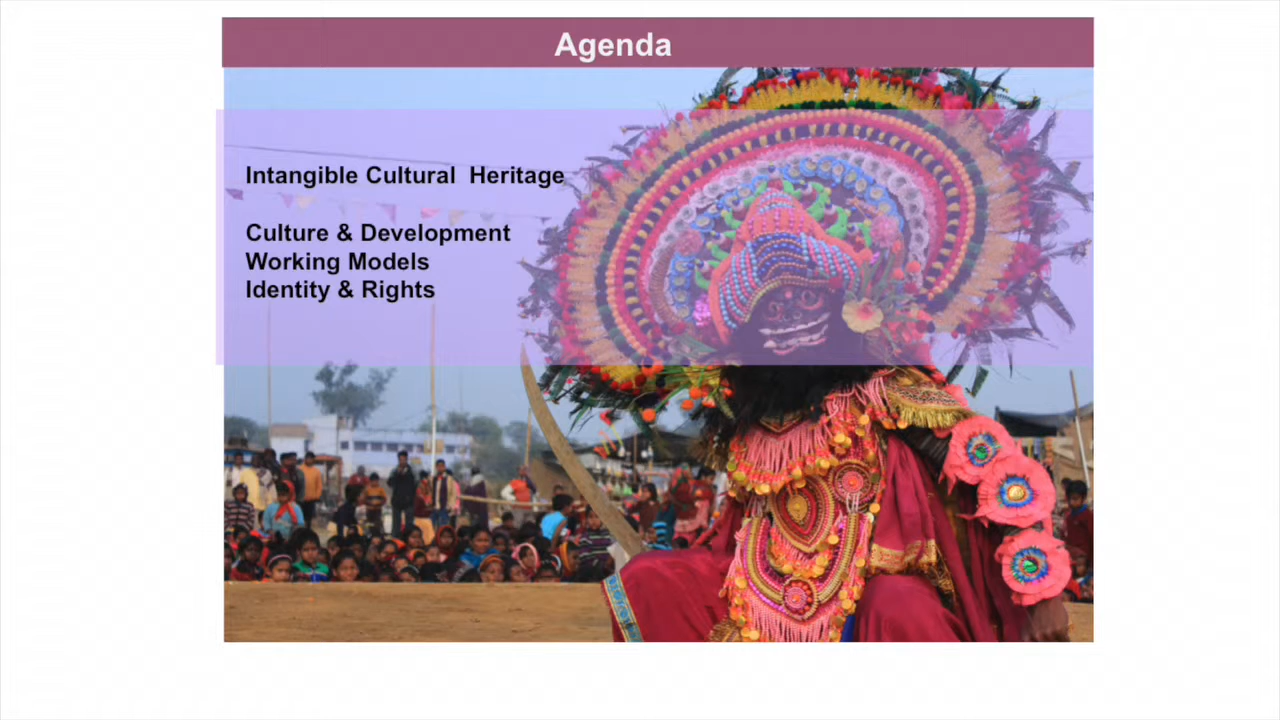 Agenda
Intangible Cultural  Heritage
Culture & Development
Working Models
Identity & Rights